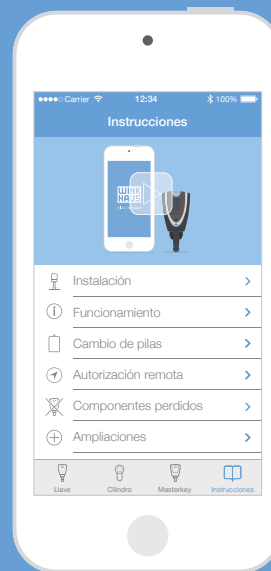 Carrier 12:34 100%
Instrucciones
WINK
HAUS
Instalación
Funcionamiento
Cambio de pilas
Autorización remota
Componentes perdidos
Ampliaciones
Llave Cilindro Masterkey Instrucciones